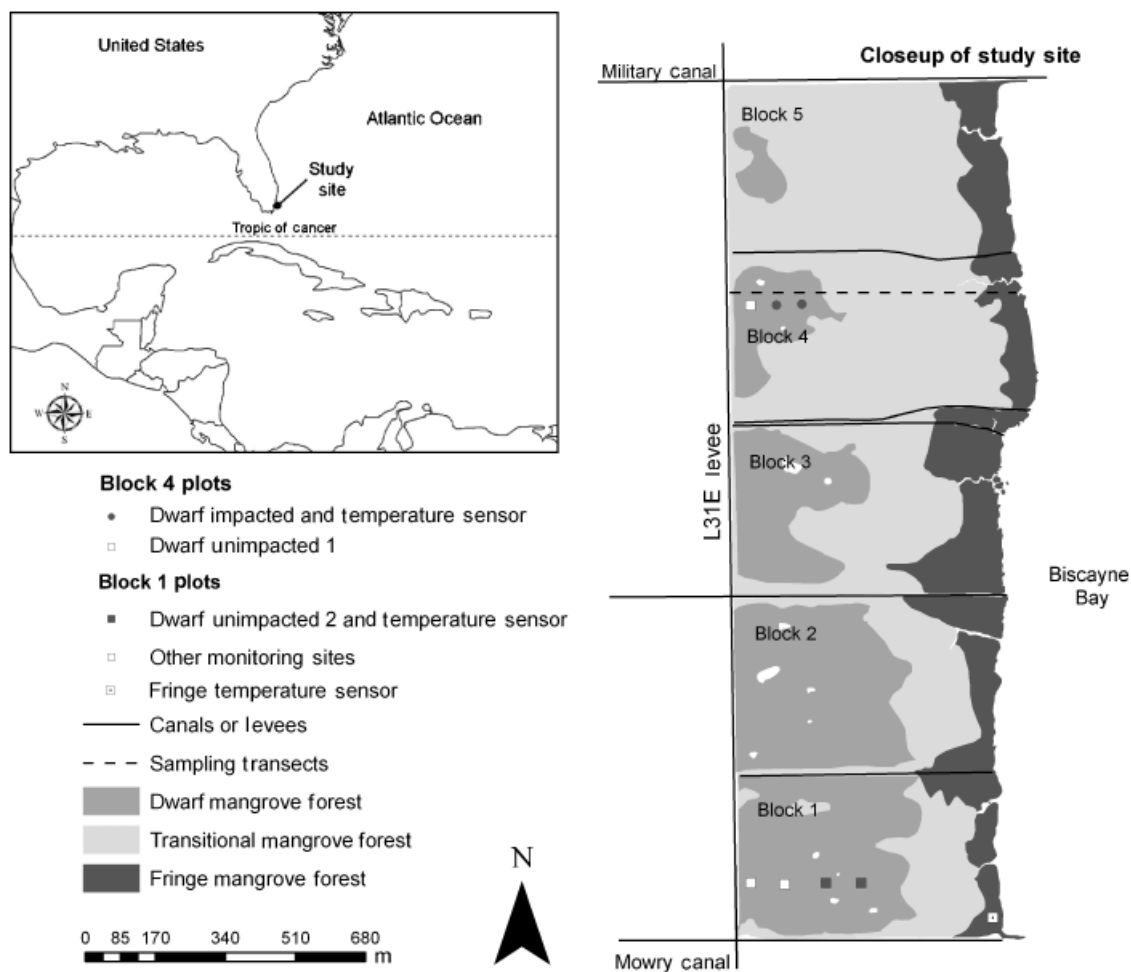 United States
Atlantic Ocean
Study
site
Tropic of cancer
N
W
E
S
Block 4 plots
Dwarf impacted and temperature sensor
Dwarf unimpacted 1
Block 1 plots
Dwarf unimpacted 2 and temperature sensor
Other monitoring sites
Fringe temperature sensor
Canals or levees
Sampling transects
Dwarf mangrove forest
Transitional mangrove forest
Fringe mangrove forest
0 85 170 340 510 680
m
N
Closeup of study site
Military canal
Block 5
Block 4
Block 3
L31E levee
Biscayne
Bay
Block 2
Block 1
Mowry canal